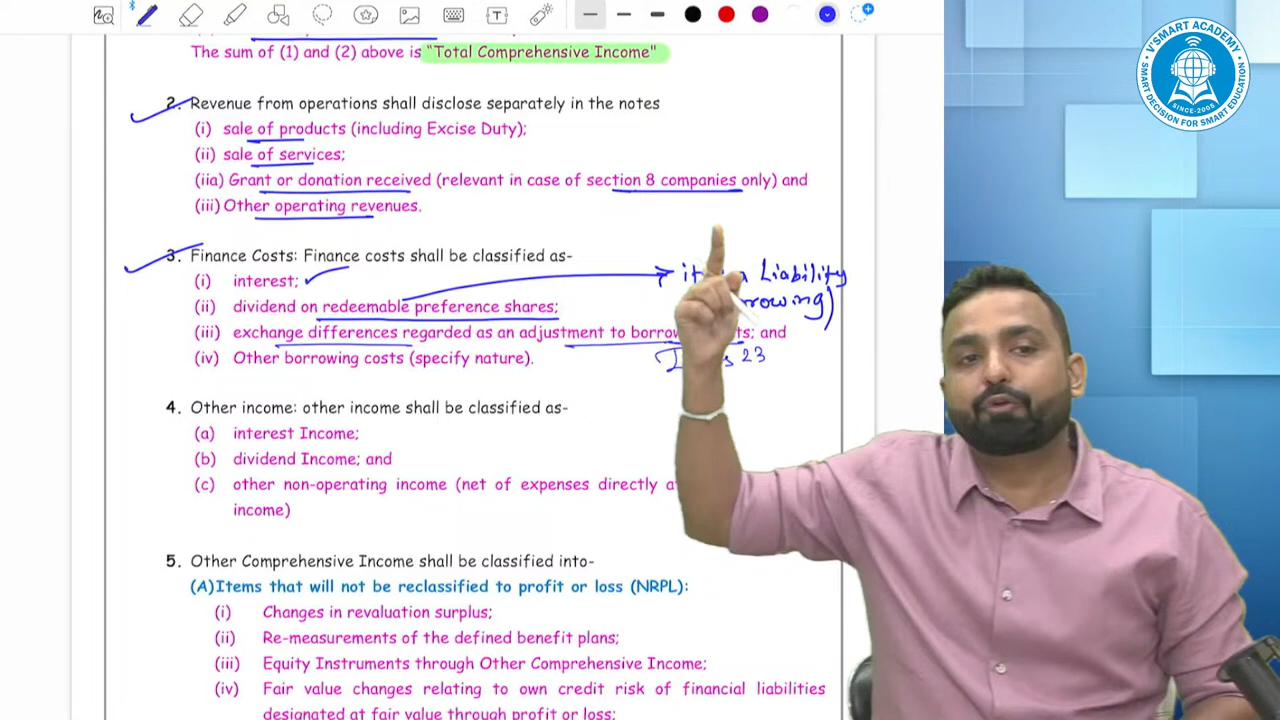 The sum of (1) and (2) above is "Total Comprehensive Income"
2. Revenue from operations shall disclose separately in the notes
(i) sale of products (including Excise Duty);
(ii) sale of services;
(iia) Grant or donation received (relevant in case of section 8 companies only) and
(iii) Other operating revenues.
3. Finance Costs: Finance costs shall be classified as-
(i) interest;
(ii) dividend on redeemable preference shares;
(iii) exchange differences regarded as an adjustment to and
(iv) Other borrowing costs (specify nature).
Liability
23
4. Other income: other income shall be classified as-
(a) interest Income;
(b) dividend Income; and
(c) other non-operating income (net of expenses directly
income)
5. Other Comprehensive Income shall be classified into-
(A) Items that will not be reclassified to profit or loss (NRPL):
(i) Changes in revaluation surplus;
(ii) Re-measurements of the defined benefit plans;
(iii) Equity Instruments through Other Comprehensive Income;
(iv) Fair value changes relating to own credit risk of financial liabilities
designated at fair value through profit or loss;
V'SMART ACADEMY
SINCE-2005
SMART DECISION FOR SMART EDUCATION